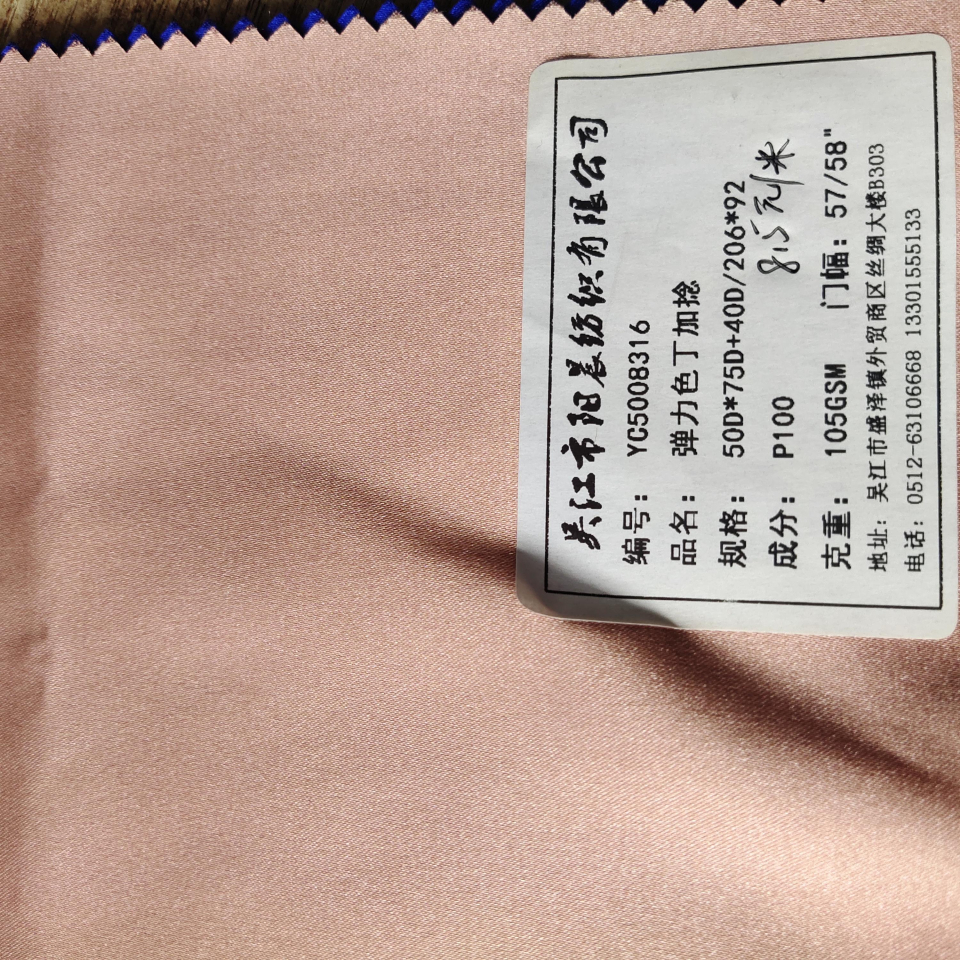 吴江市阳晨纺织有限公司
编号: YC5008316
品名: 弹力色丁加捻
规格: 50D*75D+40D/206*92
成分: P100
8.5元/米
克重: 105GSM 门幅: 57/58"
地址: 吴江市盛泽镇外贸商区丝绸大楼B303
电话: 0512-63106668 13301555133